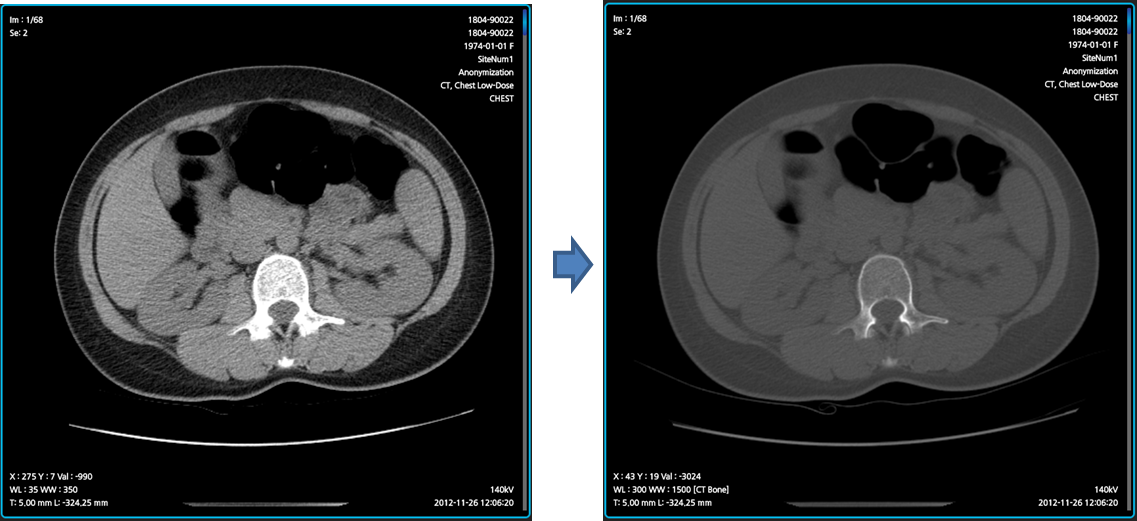 Im : 1/68
Se: 2
1804-90022
1804-90022
1974-01-01 F
SiteNum1
Anonymization
CT, Chest Low-Dose
CHEST
X : 275 Y : 7 Val : -990
WL : 35 WW : 350
T: 5,00 mm L: -324,25 mm
140kV
2012-11-26 12:06:20
Im : 1/68
Se: 2
1804-90022
1804-90022
1974-01-01 F
SiteNum1
Anonymization
CT, Chest Low-Dose
CHEST
X : 43 Y : 19 Val : -3024
WL : 300 WW : 1500 [CT Bone]
T: 5,00 mm L: -324,25 mm
140kV
2012-11-26 12:06:20